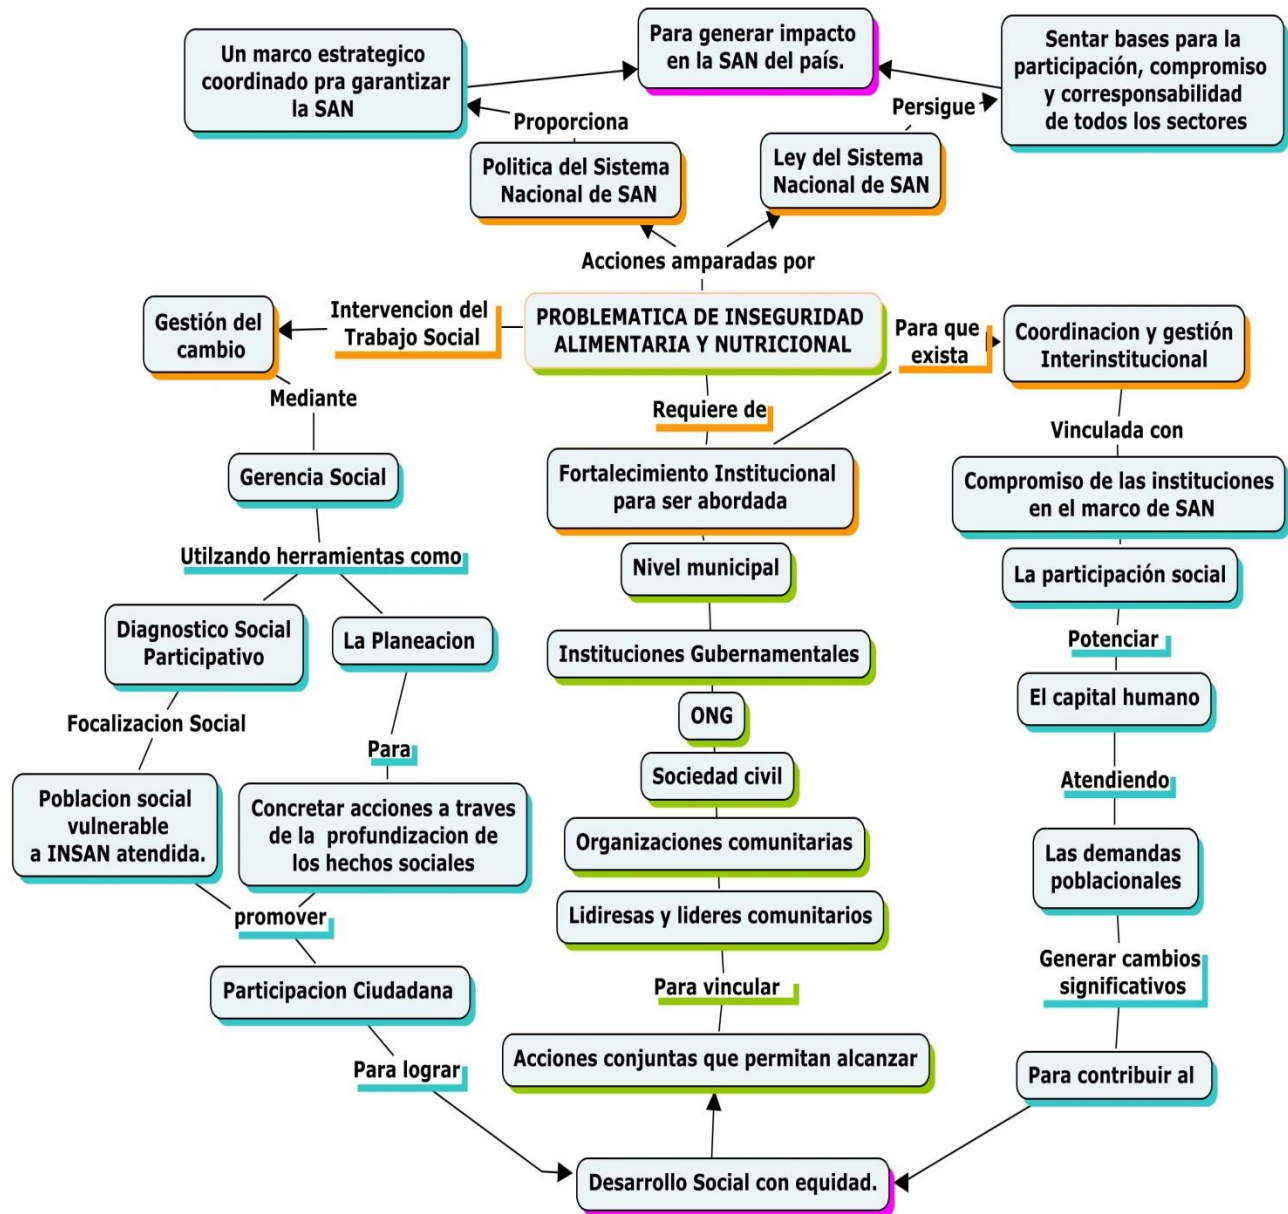 Un marco estrategico
coordinado pra garantizar
la SAN
Para generar impacto
en la SAN del país.
Sentar bases para la
participación, compromiso
y corresponsabilidad
de todos los sectores
Proporciona
Persigue
Politica del Sistema
Nacional de SAN
Ley del Sistema
Nacional de SAN
Acciones amparadas por
Gestión del
cambio
Intervencion del
Trabajo Social
PROBLEMATICA DE INSEGURIDAD
ALIMENTARIA Y NUTRICIONAL
Para que
exista
Coordinacion y gestión
Interinstitucional
Mediante
Requiere de
Vinculada con
Gerencia Social
Fortalecimiento Institucional
para ser abordada
Compromiso de las instituciones
en el marco de SAN
Utilzando herramientas como
Nivel municipal
La participación social
Diagnostico Social
Participativo
La Planeacion
Instituciones Gubernamentales
Potenciar
Focalizacion Social
ONG
El capital humano
Para
Sociedad civil
Atendiendo
Poblacion social
vulnerable
a INSAN atendida.
Concretar acciones a traves
de la profundizacion de
los hechos sociales
Organizaciones comunitarias
Las demandas
poblacionales
promover
Lidiresas y lideres comunitarios
Participacion Ciudadana
Para vincular
Generar cambios
significativos
Para lograr
Acciones conjuntas que permitan alcanzar
Para contribuir al
Desarrollo Social con equidad.